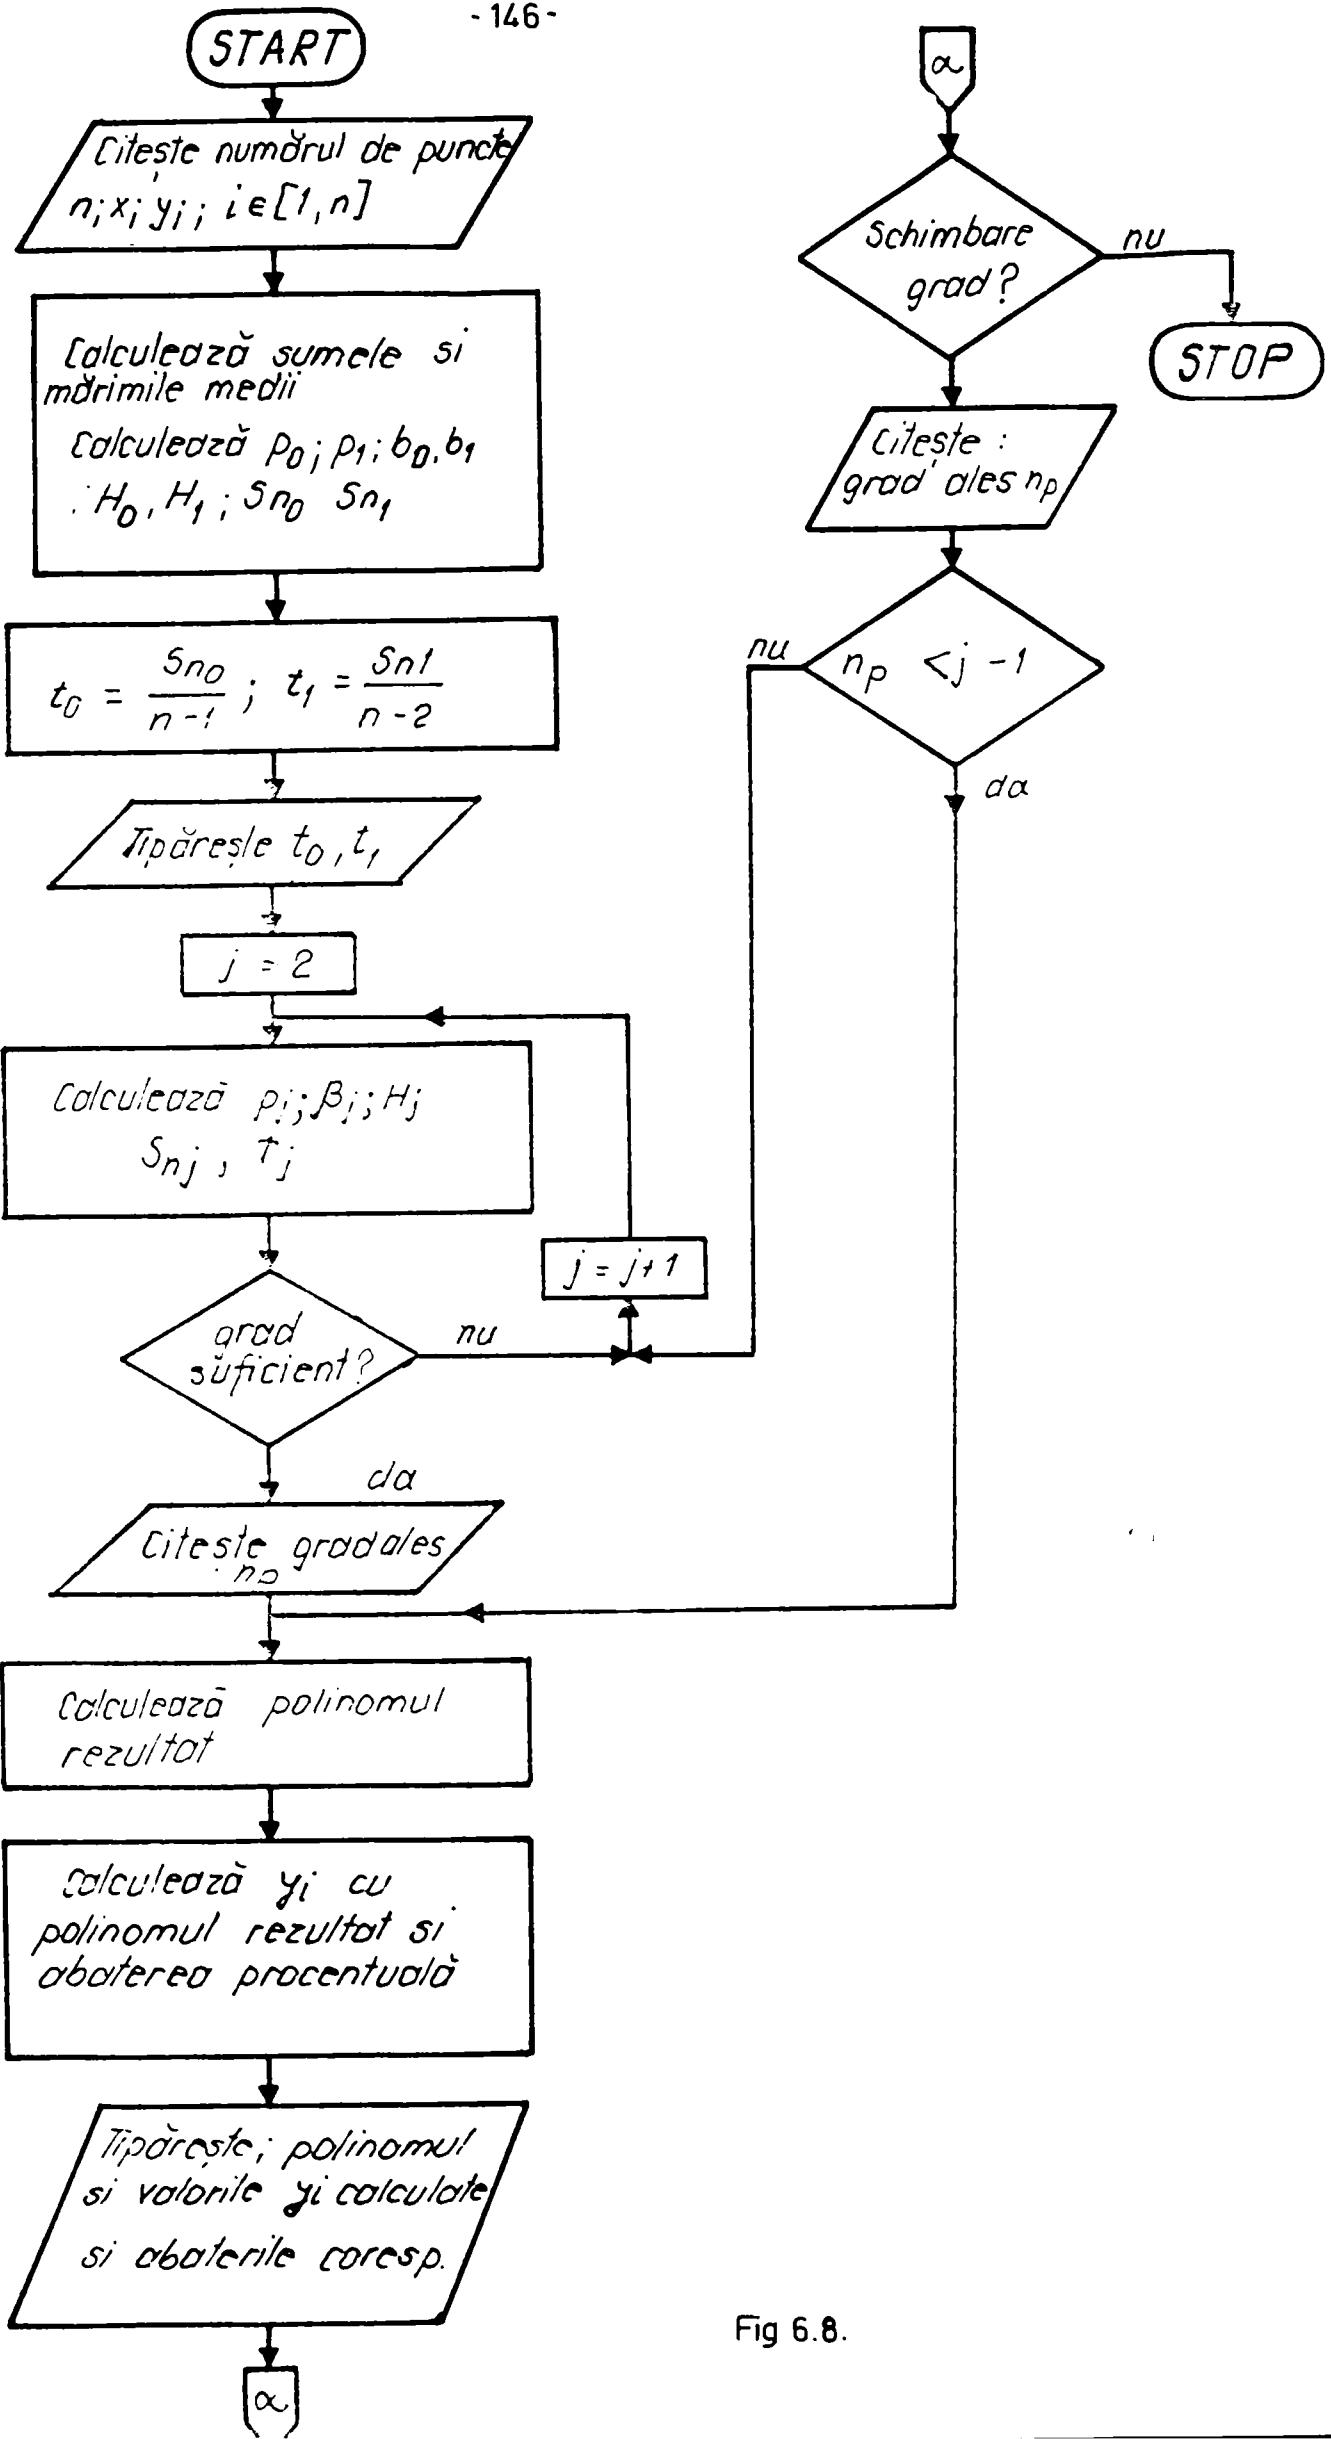 - 146 -
START
Citește numărul de puncte
n; xi yi; i ∈ [1, n]
Calculează sumele si
mărimile medii
Calculează p0; p1; b0, b1
; H0, H1; Sn0 Sn1
t0 = Sn0 / n-1 ; t1 = Sn1 / n-2
Tipărește t0, t1
j = 2
Calculează pj; βj; Hj
Snj, Tj
j = j+1
grad
suficient?
nu
da
Citește grad ales
np
Calculează polinomul
rezultat
Calculează yi cu
polinomul rezultat si
abaterea procentuală
Tipărește; polinomul
si valorile yi calculate
si abaterile coresp.
α
α
Schimbare
grad?
nu
STOP
Citește :
grad ales np
np < j - 1
nu
da
Fig 6.8.